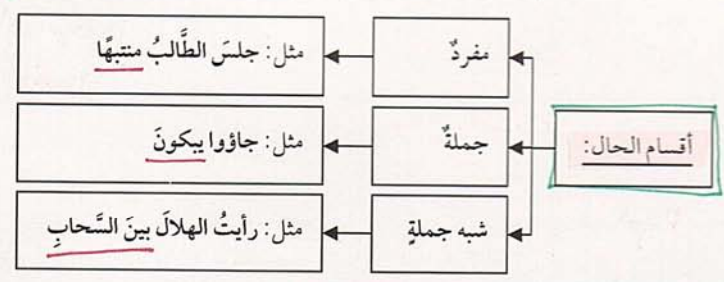 أقسام الحال:
مفردٌ
مثل: جلسَ الطَّالبُ منتبهًا
جملةٌ
مثل: جاؤوا يبكونَ
شبه جملةٍ
مثل: رأيتُ الهلالَ بينَ السَّحابِ